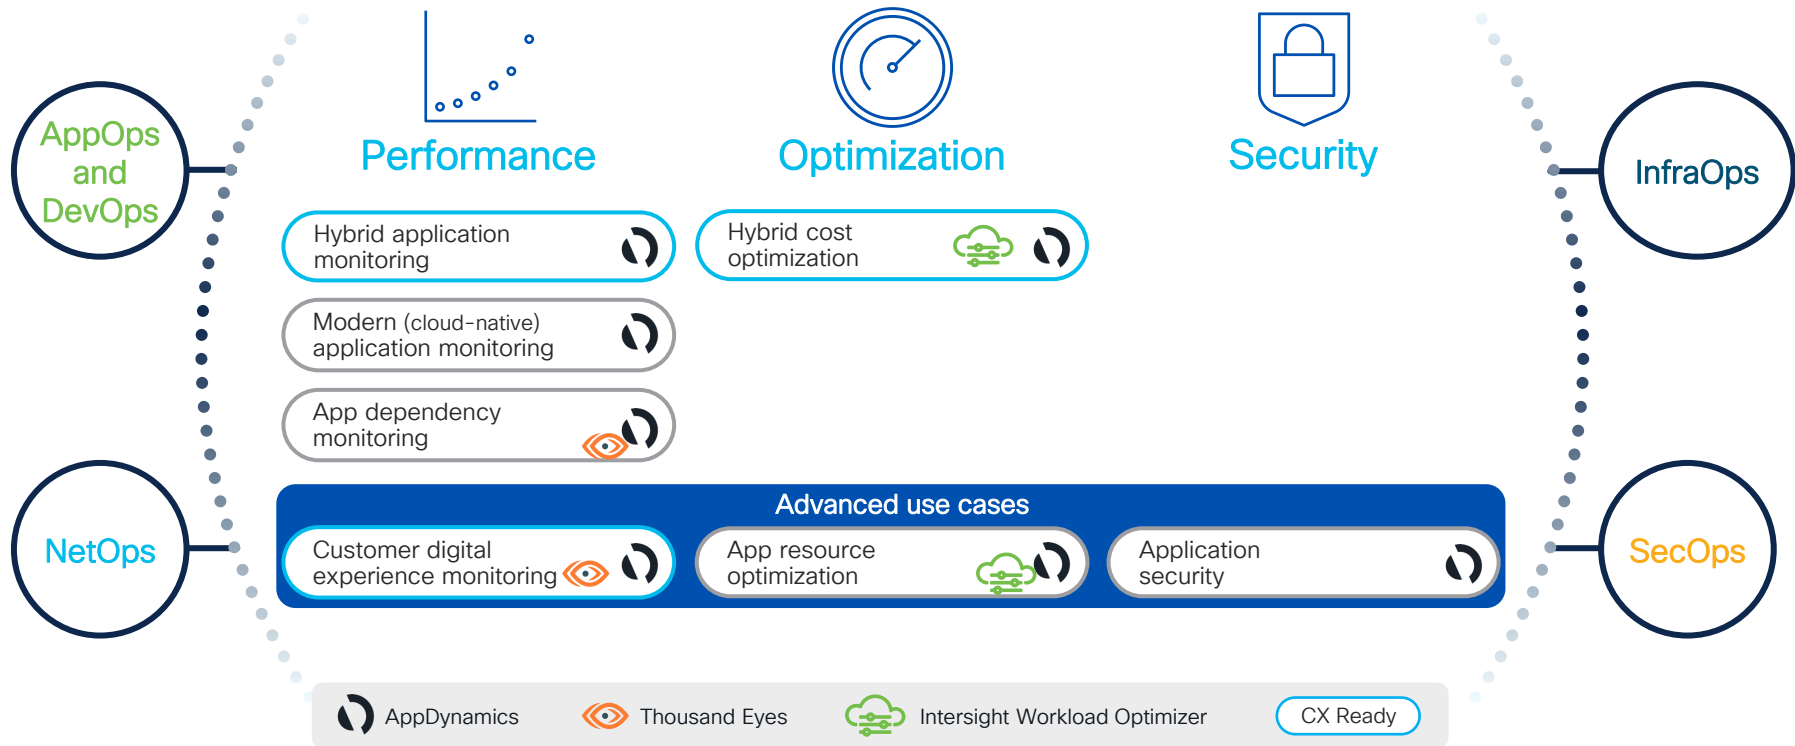 AppOps
and
DevOps
NetOps
Performance
Optimization
Security
InfraOps
SecOps
Hybrid application
monitoring
Hybrid cost
optimization
Modern (cloud-native)
application monitoring
App dependency
monitoring
Advanced use cases
Customer digital
experience monitoring
App resource
optimization
Application
security
AppDynamics
Thousand Eyes
Intersight Workload Optimizer
CX Ready